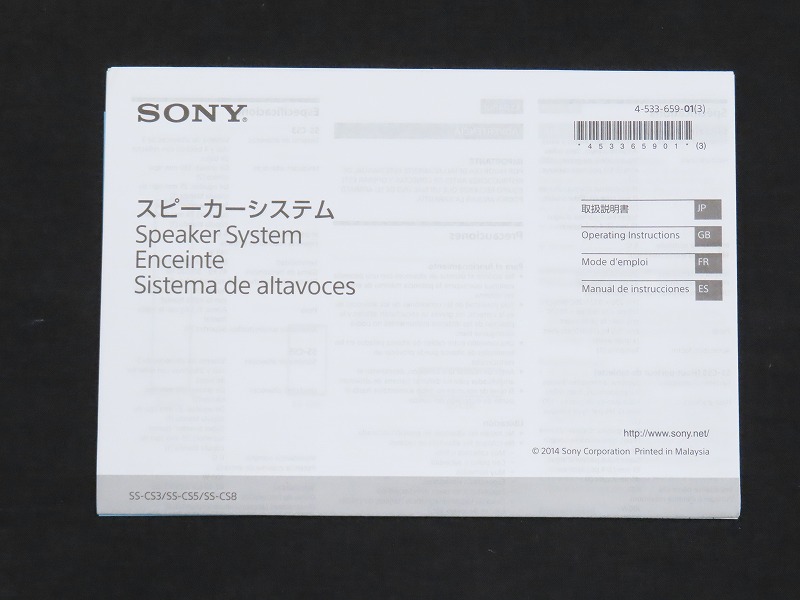 SONY®
4-533-659-01(3)
*4533365901* (3)
スピーカーシステム
Speaker System
Enceinte
Sistema de altavoces
取扱説明書 JP
Operating Instructions GB
Mode d'emploi FR
Manual de instrucciones ES
http://www.sony.net/
© 2014 Sony Corporation Printed in Malaysia
SS-CS3/SS-CS5/SS-CS8